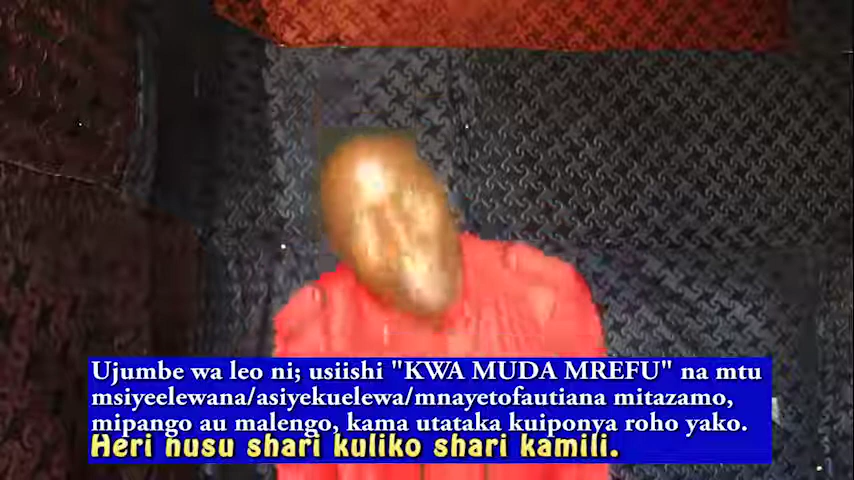 Ujumbe wa leo ni; usiishi "KWA MUDA MREFU" na mtu
msiyeelewana/asiyekuelewa/mnayetofautiana mitazamo,
mipango au malengo, kama utataka kuiponya roho yako.
Heri nusu shari kuliko shari kamili.